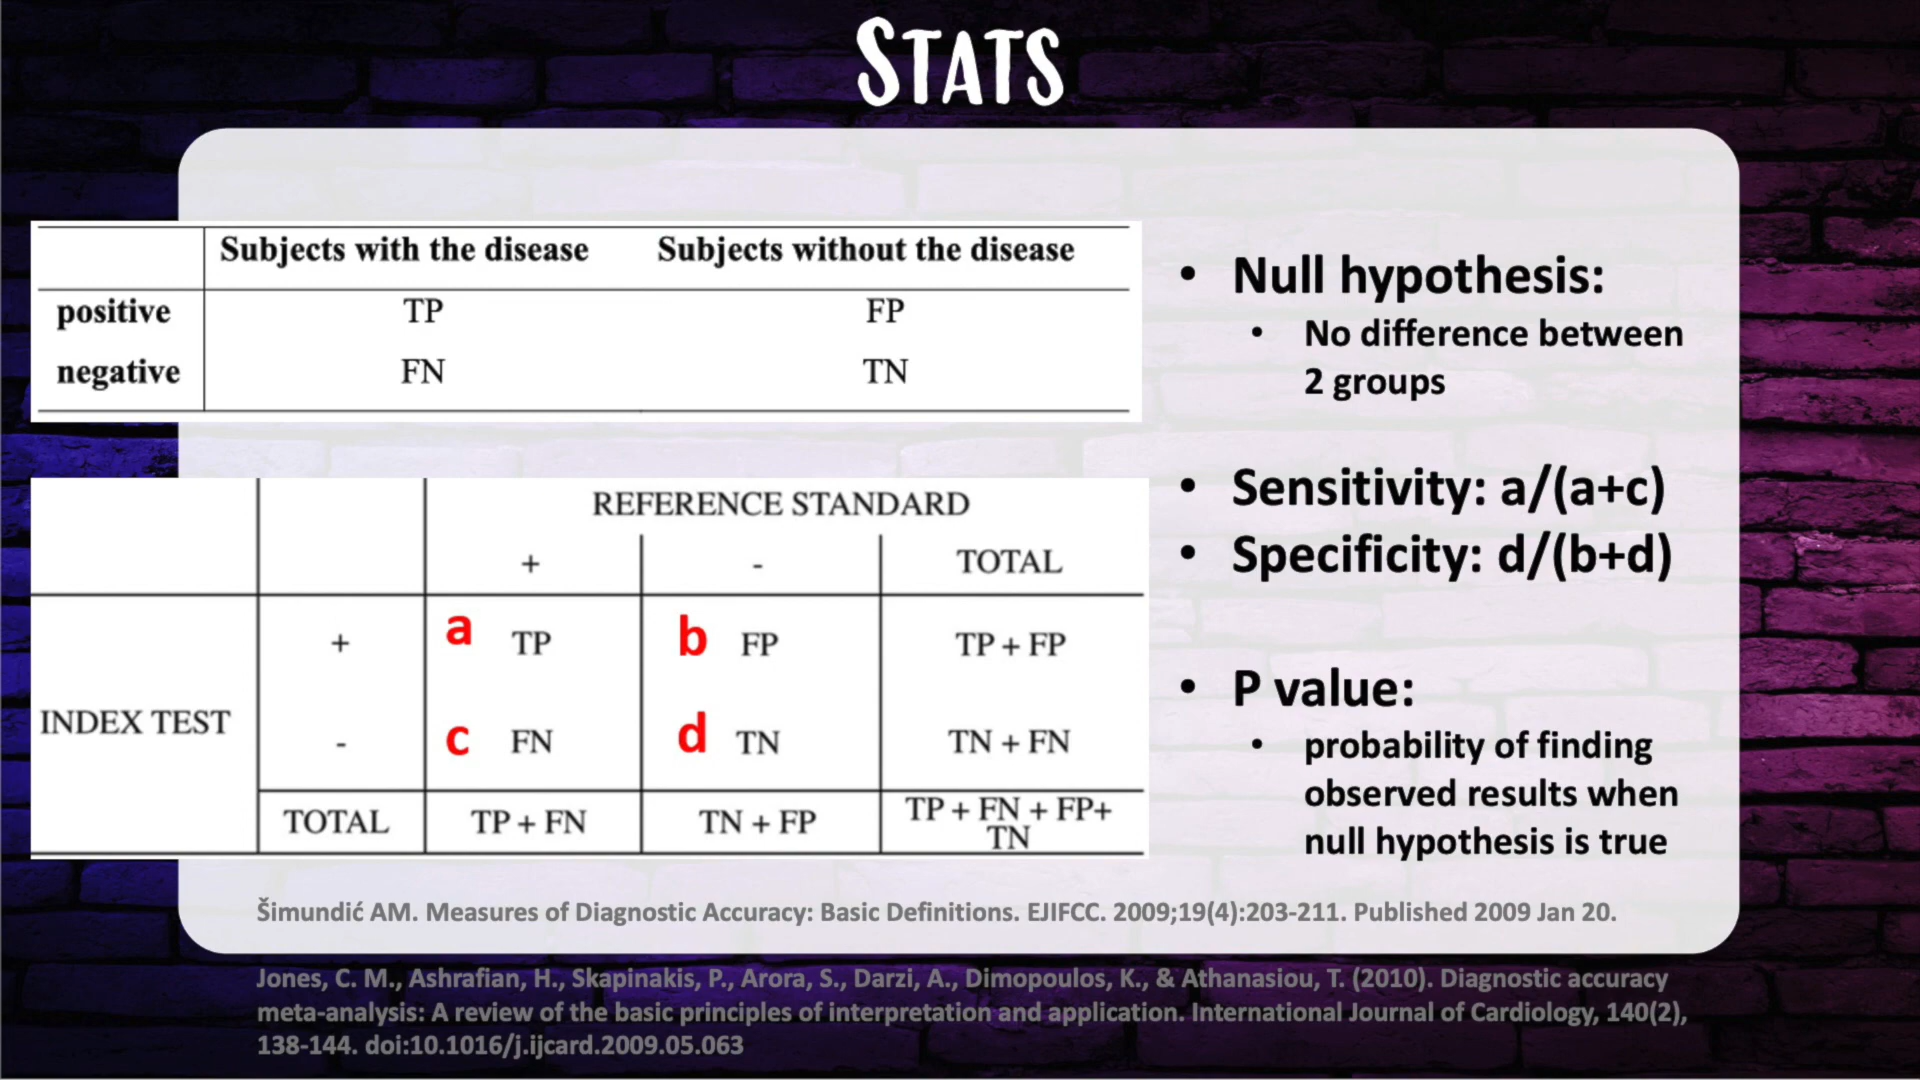 STATS
Subjects with the disease Subjects without the disease
positive TP FP
negative FN TN
REFERENCE STANDARD
+ - TOTAL
+ a TP b FP TP + FP
INDEX TEST
- c FN d TN TN + FN
TOTAL TP + FN TN + FP TP + FN + FP+
TN
• Null hypothesis:
• No difference between
2 groups
• Sensitivity: a/(a+c)
• Specificity: d/(b+d)
• P value:
• probability of finding
observed results when
null hypothesis is true
Šimundić AM. Measures of Diagnostic Accuracy: Basic Definitions. EJIFCC. 2009;19(4):203-211. Published 2009 Jan 20.
Jones, C. M., Ashrafian, H., Skapinakis, P., Arora, S., Darzi, A., Dimopoulos, K., & Athanasiou, T. (2010). Diagnostic accuracy
meta-analysis: A review of the basic principles of interpretation and application. International Journal of Cardiology, 140(2),
138-144. doi:10.1016/j.ijcard.2009.05.063